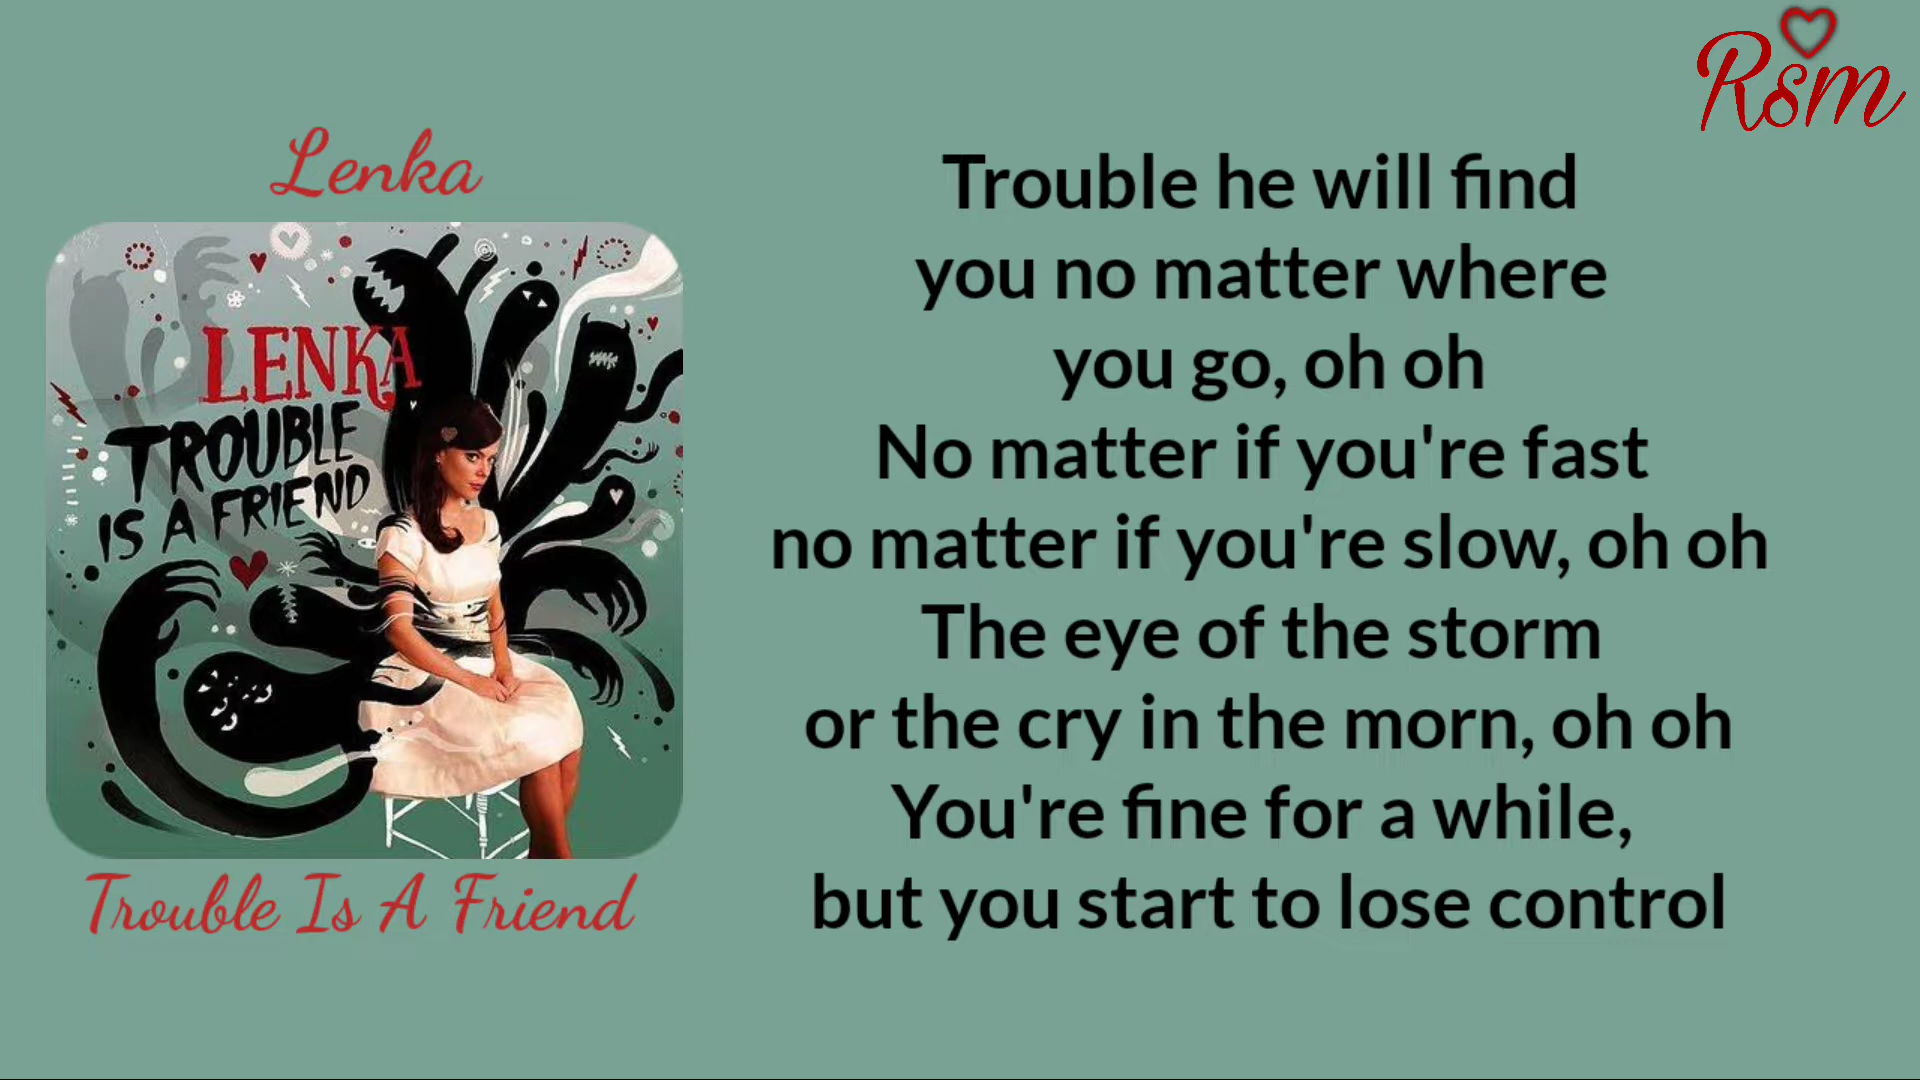 Rsm
Lenka
LENKA
TROUBLE
IS A FRIEND
Trouble Is A Friend
Trouble he will find
you no matter where
you go, oh oh
No matter if you're fast
no matter if you're slow, oh oh
The eye of the storm
or the cry in the morn, oh oh
You're fine for a while,
but you start to lose control